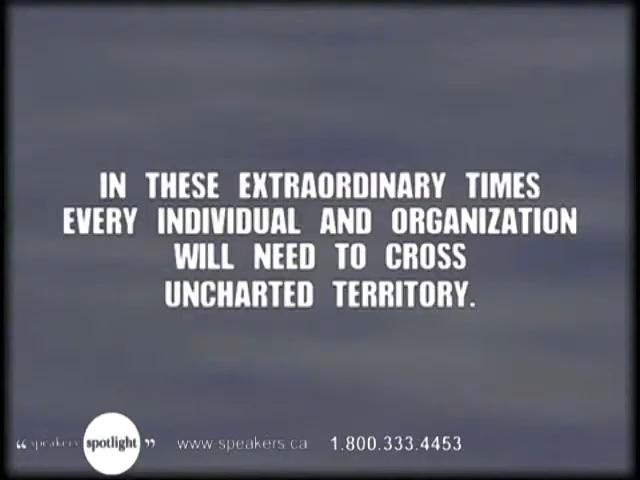 IN THESE EXTRAORDINARY TIMES
EVERY INDIVIDUAL AND ORGANIZATION
WILL NEED TO CROSS
UNCHARTED TERRITORY.
“ speakers spotlight ” www.speakers.ca 1.800.333.4453